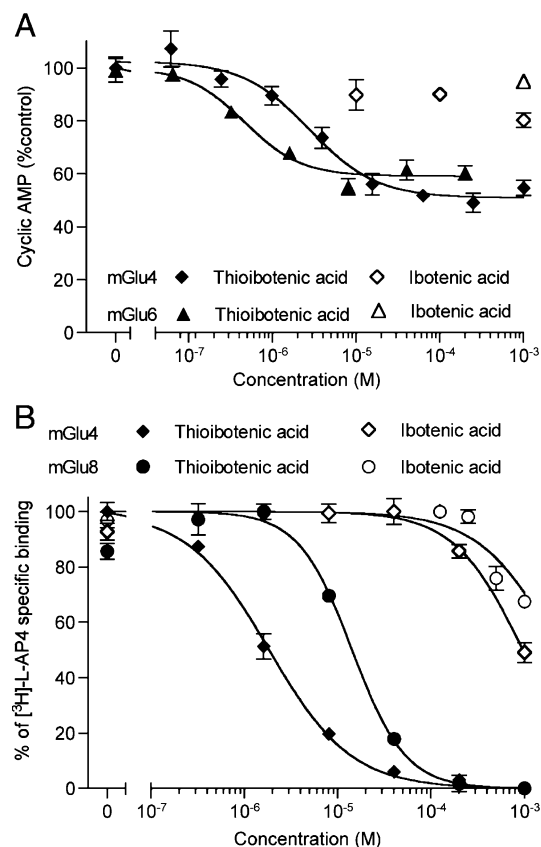 A
Cyclic AMP (%control)
100
80
60
40
20
0
mGlu4 Thioibotenic acid Ibotenic acid
mGlu6 Thioibotenic acid Ibotenic acid
0 10-7 10-6 10-5 10-4 10-3
Concentration (M)
B
mGlu4 Thioibotenic acid Ibotenic acid
mGlu8 Thioibotenic acid Ibotenic acid
% of [3H]-L-AP4 specific binding
100
80
60
40
20
0
0 10-7 10-6 10-5 10-4 10-3
Concentration (M)